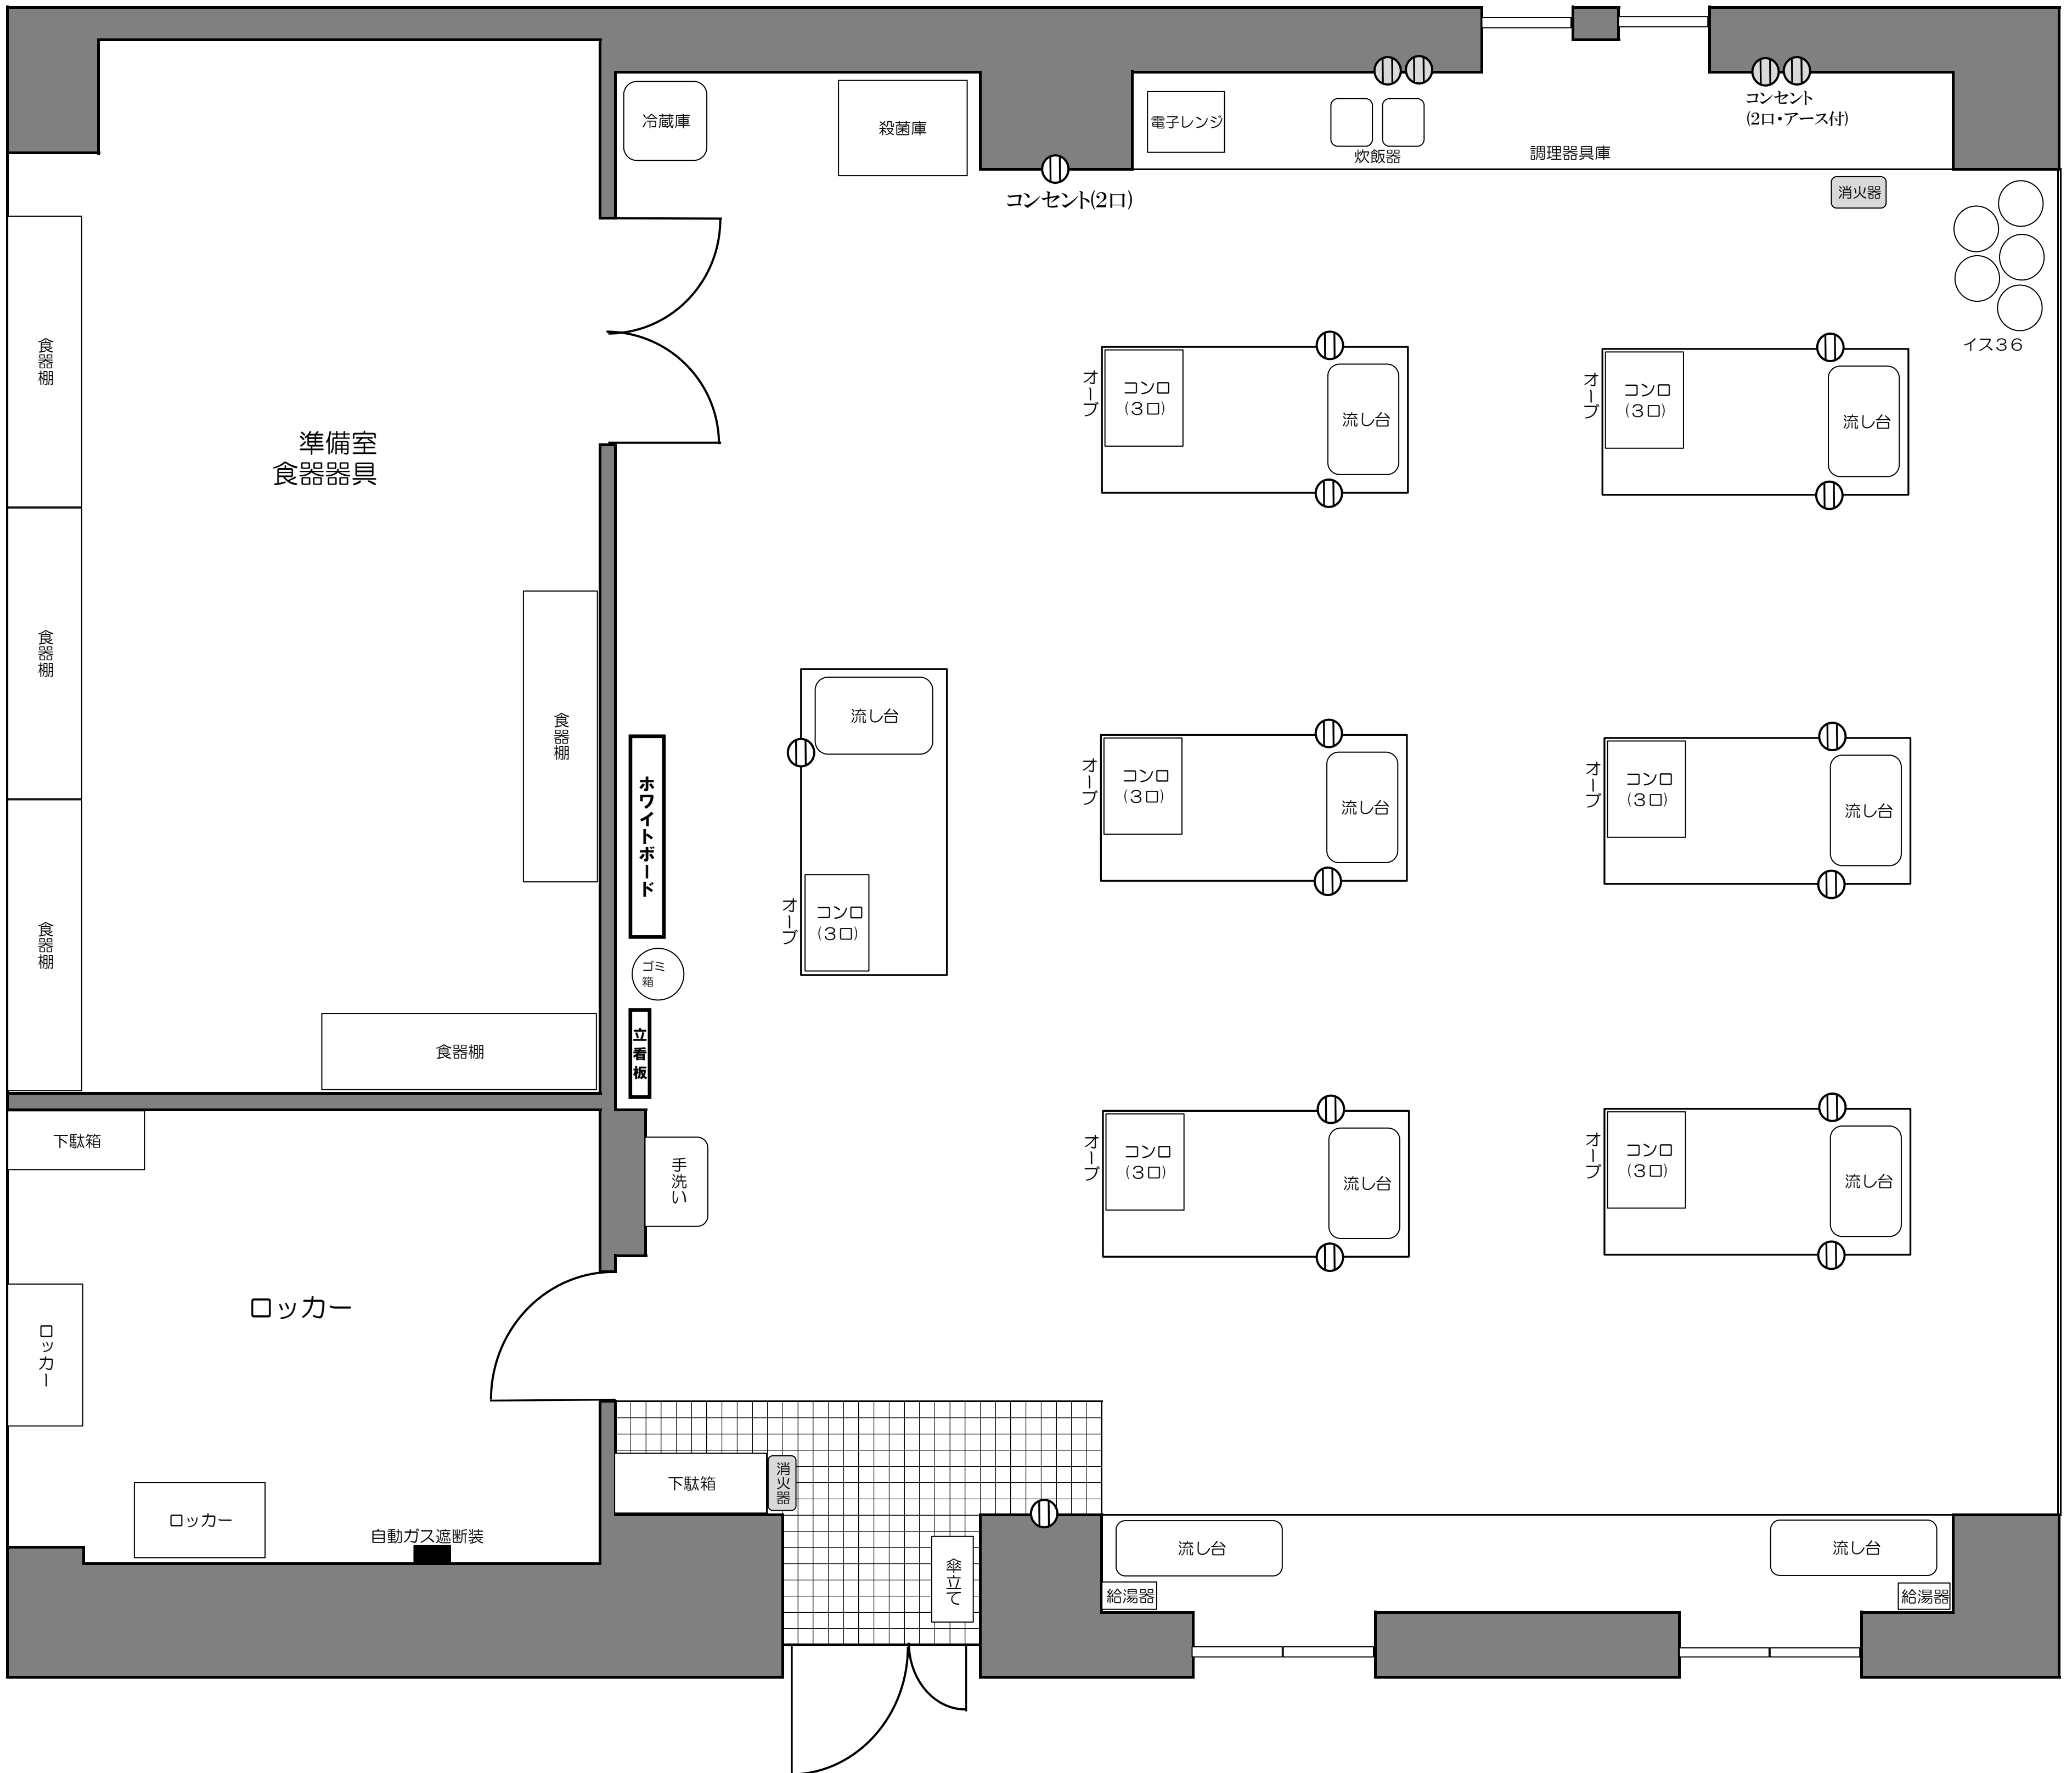 冷蔵庫
殺菌庫
電子レンジ
炊飯器
調理器具庫
コンセント
(2口・アース付)
コンセント(2口)
消火器
イス36
食器棚
準備室
食器器具
食器棚
食器棚
食器棚
食器棚
オーブ
コンロ
(3口)
流し台
オーブ
コンロ
(3口)
流し台
流し台
オーブ
コンロ
(3口)
ホワイトボード
ゴミ
箱
立看板
オーブ
コンロ
(3口)
流し台
オーブ
コンロ
(3口)
流し台
オーブ
コンロ
(3口)
流し台
オーブ
コンロ
(3口)
流し台
下駄箱
手洗い
ロッカー
ロッカー
ロッカー
自動ガス遮断装
下駄箱
消火器
傘立て
流し台
給湯器
流し台
給湯器